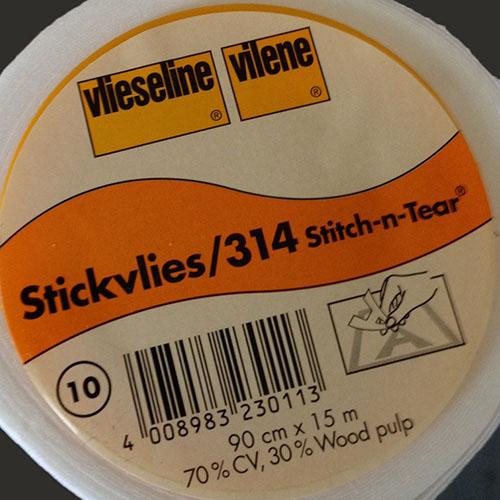 vlieseline ®
vilene ®
Stickvlies/314 Stitch-n-Tear®
10
4 008983 230113
90 cm x 15 m
70% CV, 30% Wood pulp